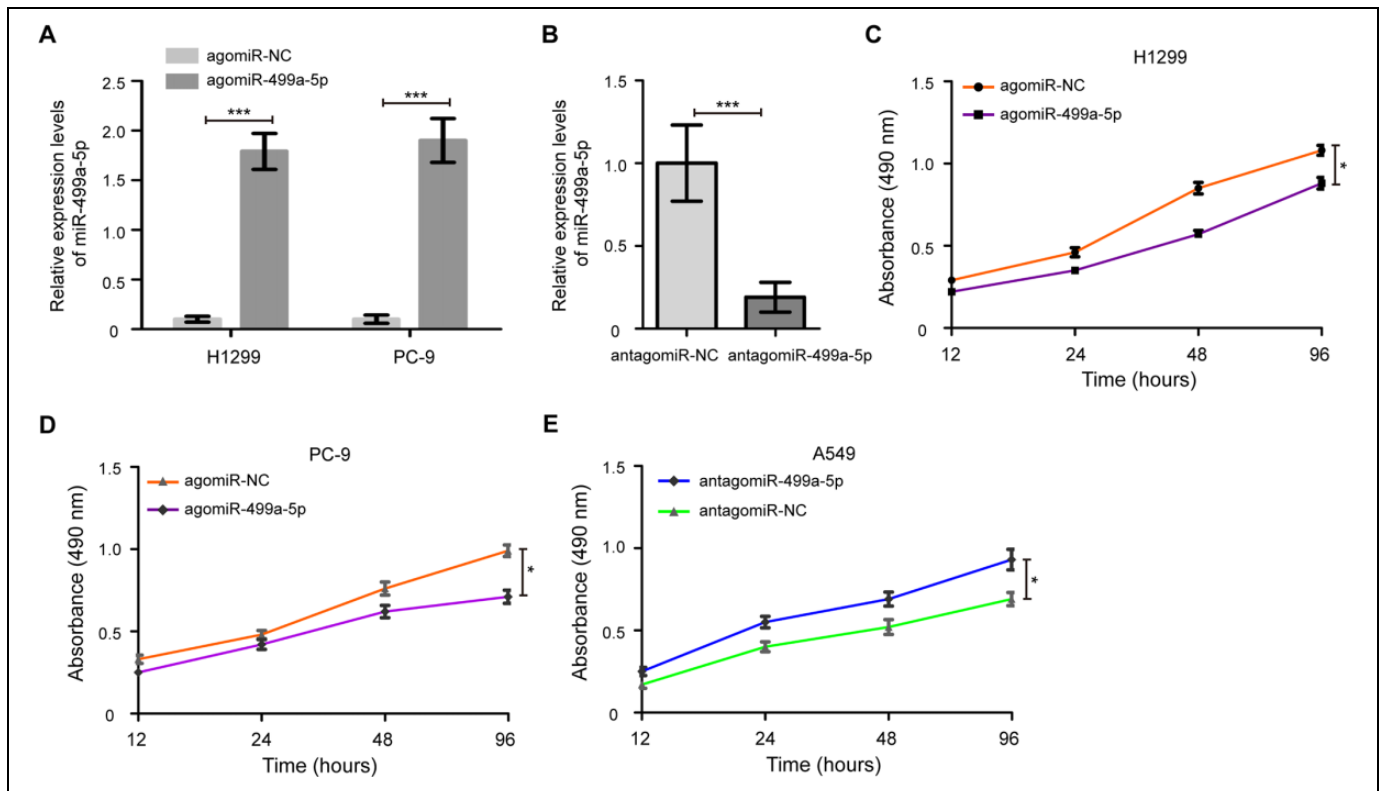 A
agomiR-NC
agomiR-499a-5p
Relative expression levels
of miR-499a-5p
2.5
2.0
1.5
1.0
0.5
0
***
***
H1299
PC-9
B
Relative expression levels
of miR-499a-5p
1.5
1.0
0.5
0
***
antagomiR-NC
antagomiR-499a-5p
C
H1299
agomiR-NC
agomiR-499a-5p
Absorbance (490 nm)
1.5
1.0
0.5
0
*
12
24
48
96
Time (hours)
D
PC-9
agomiR-NC
agomiR-499a-5p
Absorbance (490 nm)
1.5
1.0
0.5
0
*
12
24
48
96
Time (hours)
E
A549
antagomiR-499a-5p
antagomiR-NC
Absorbance (490 nm)
1.5
1.0
0.5
0
*
12
24
48
96
Time (hours)